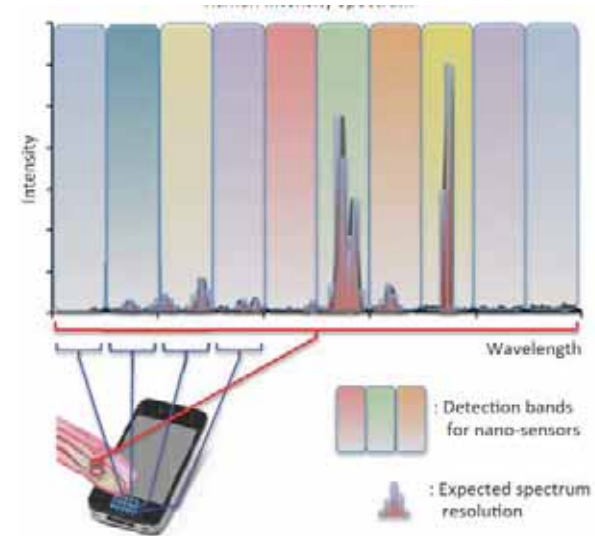 Intensity
Wavelength
: Detection bands
for nano-sensors
: Expected spectrum
resolution